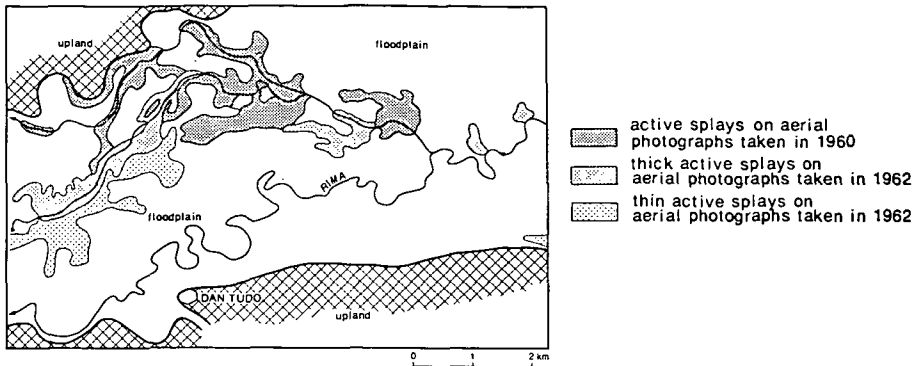 upland
floodplain
RIMA
floodplain
DAN TUDO
upland
0 1 2 km
active splays on aerial
photographs taken in 1960
thick active splays on
aerial photographs taken in 1962
thin active splays on
aerial photographs taken in 1962